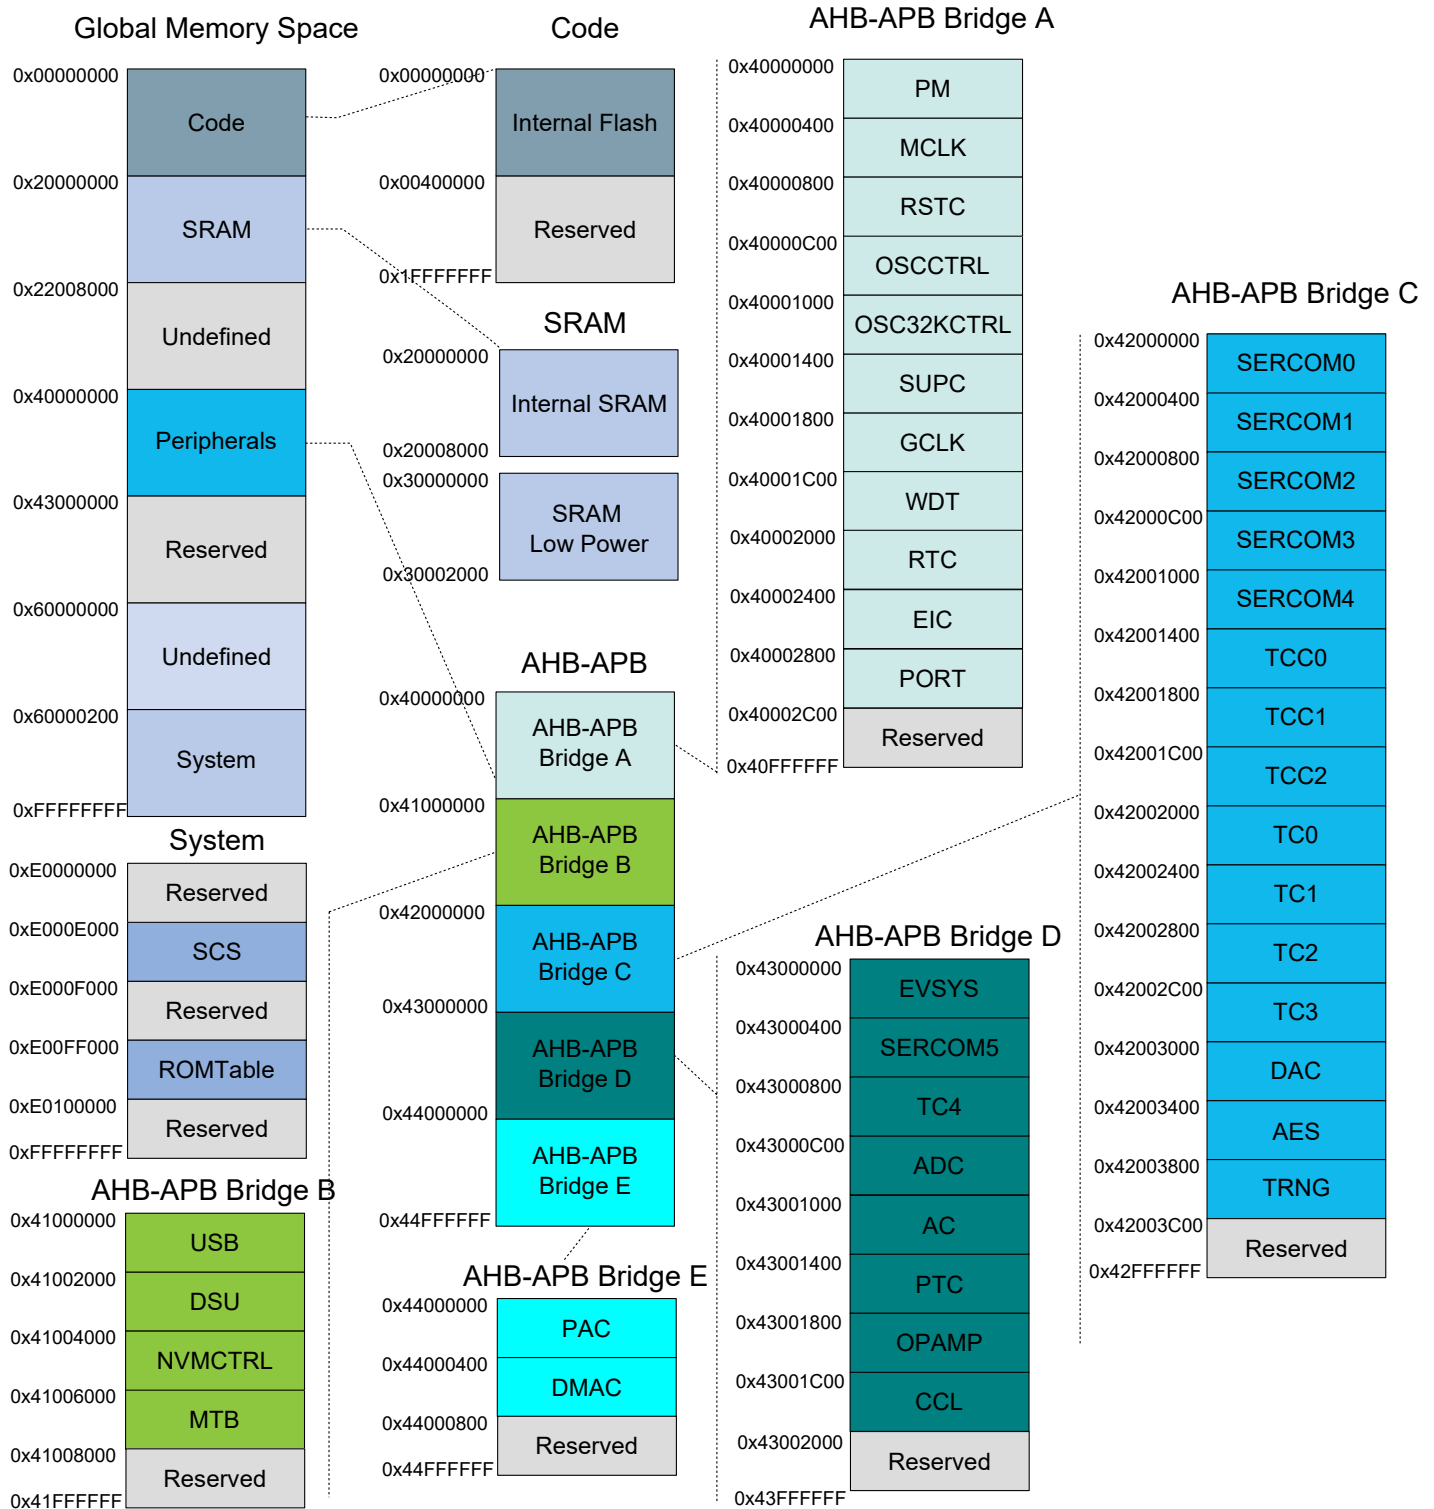 Global Memory Space
0x00000000
Code
0x20000000
SRAM
0x22008000
Undefined
0x40000000
Peripherals
0x43000000
Reserved
0x60000000
Undefined
0x60000200
System
0xFFFFFFFF
System
0xE0000000
Reserved
0xE000E000
SCS
0xE000F000
Reserved
0xE00FF000
ROMTable
0xE0100000
Reserved
0xFFFFFFFF
AHB-APB Bridge B
0x41000000
USB
0x41002000
DSU
0x41004000
NVMCTRL
0x41006000
MTB
0x41008000
Reserved
0x41FFFFFF
Code
0x00000000
Internal Flash
0x00400000
Reserved
0x1FFFFFFF
SRAM
0x20000000
Internal SRAM
0x20008000
0x30000000
SRAM
Low Power
0x30002000
AHB-APB
0x40000000
AHB-APB
Bridge A
0x41000000
AHB-APB
Bridge B
0x42000000
AHB-APB
Bridge C
0x43000000
AHB-APB
Bridge D
0x44000000
AHB-APB
Bridge E
0x44FFFFFF
AHB-APB Bridge E
0x44000000
PAC
0x44000400
DMAC
0x44000800
Reserved
0x44FFFFFF
AHB-APB Bridge A
0x40000000
PM
0x40000400
MCLK
0x40000800
RSTC
0x40000C00
OSCCTRL
0x40001000
OSC32KCTRL
0x40001400
SUPC
0x40001800
GCLK
0x40001C00
WDT
0x40002000
RTC
0x40002400
EIC
0x40002800
PORT
0x40002C00
Reserved
0x40FFFFFF
AHB-APB Bridge D
0x43000000
EVSYS
0x43000400
SERCOM5
0x43000800
TC4
0x43000C00
ADC
0x43001000
AC
0x43001400
PTC
0x43001800
OPAMP
0x43001C00
CCL
0x43002000
Reserved
0x43FFFFFF
AHB-APB Bridge C
0x42000000
SERCOM0
0x42000400
SERCOM1
0x42000800
SERCOM2
0x42000C00
SERCOM3
0x42001000
SERCOM4
0x42001400
TCC0
0x42001800
TCC1
0x42001C00
TCC2
0x42002000
TC0
0x42002400
TC1
0x42002800
TC2
0x42002C00
TC3
0x42003000
DAC
0x42003400
AES
0x42003800
TRNG
0x42003C00
Reserved
0x42FFFFFF